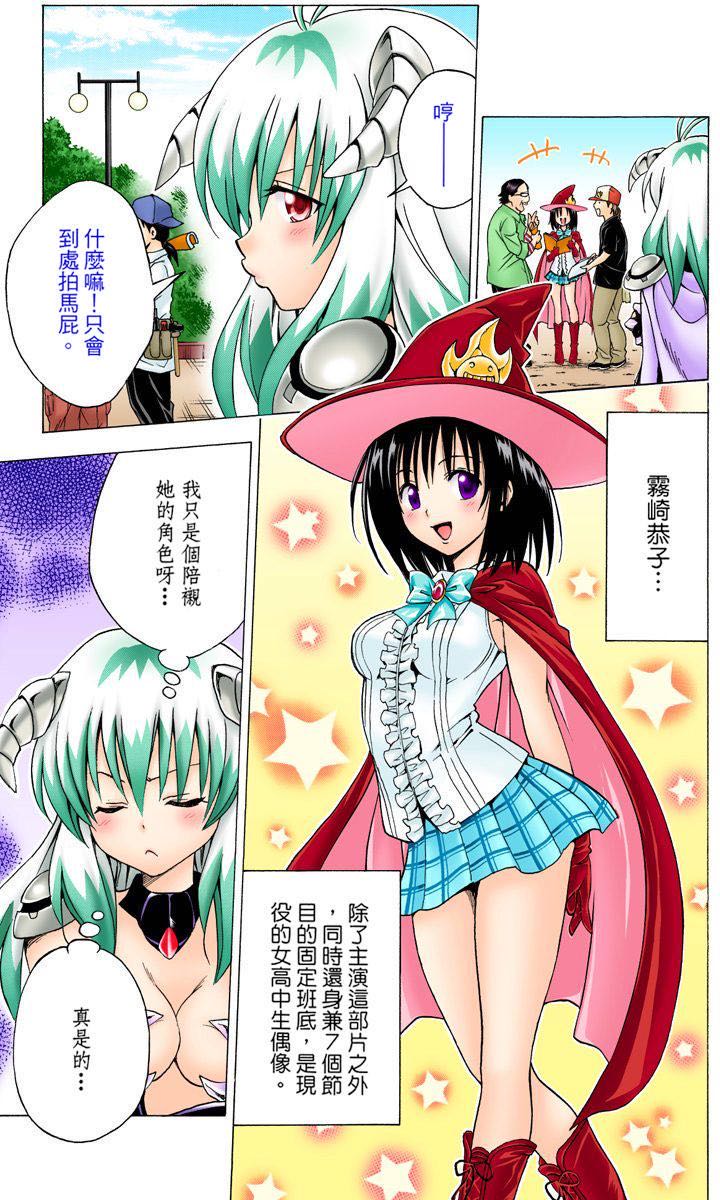 哼——
什麼嘛！只會
到處拍馬屁。
霧崎恭子…
除了主演這部片之外
，同時還身兼7個節
目的固定班底，是現
役的女高中生偶像。
我只是個陪襯
她的角色呀…
真是的…